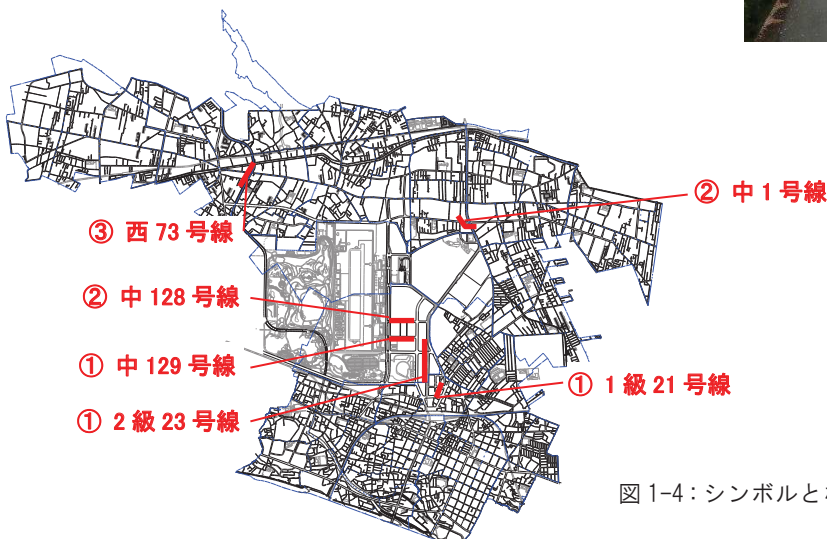 ② 中 1 号線
③ 西 73 号線
② 中 128 号線
① 中 129 号線
① 1 級 21 号線
① 2 級 23 号線
図 1-4：シンボルと